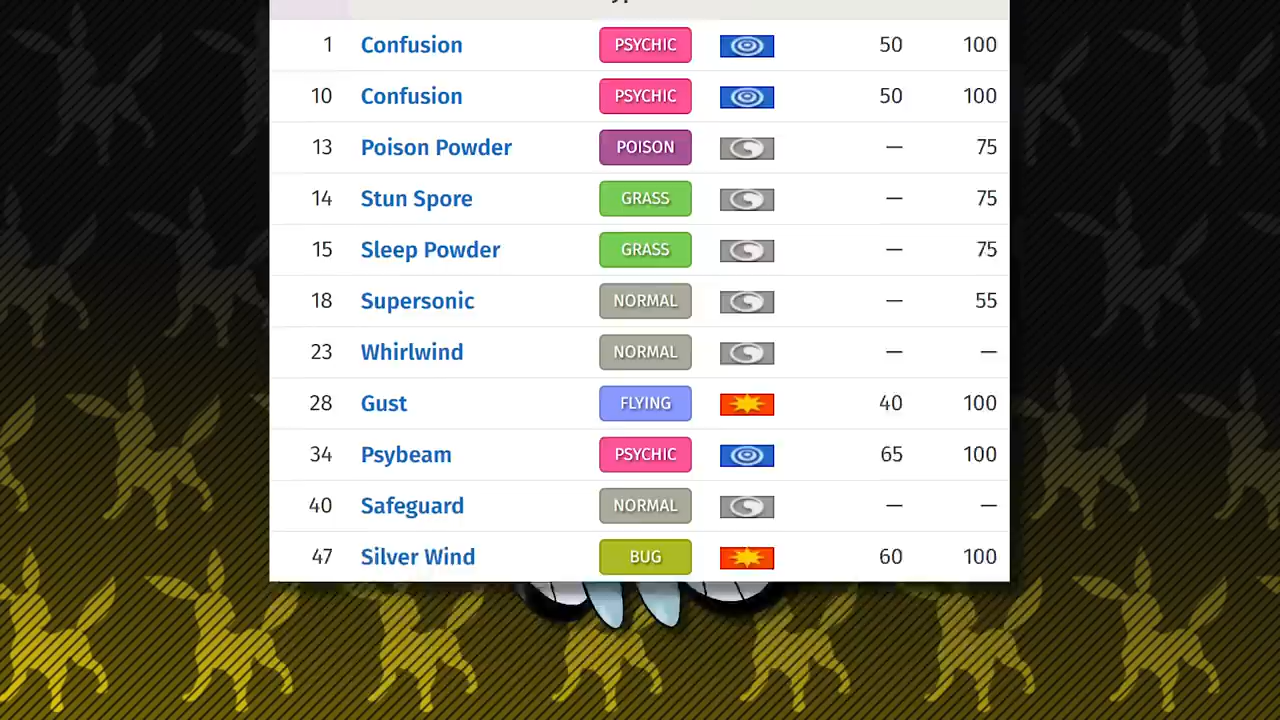 1 Confusion PSYCHIC 50 100
10 Confusion PSYCHIC 50 100
13 Poison Powder POISON — 75
14 Stun Spore GRASS — 75
15 Sleep Powder GRASS — 75
18 Supersonic NORMAL — 55
23 Whirlwind NORMAL — —
28 Gust FLYING 40 100
34 Psybeam PSYCHIC 65 100
40 Safeguard NORMAL — —
47 Silver Wind BUG 60 100